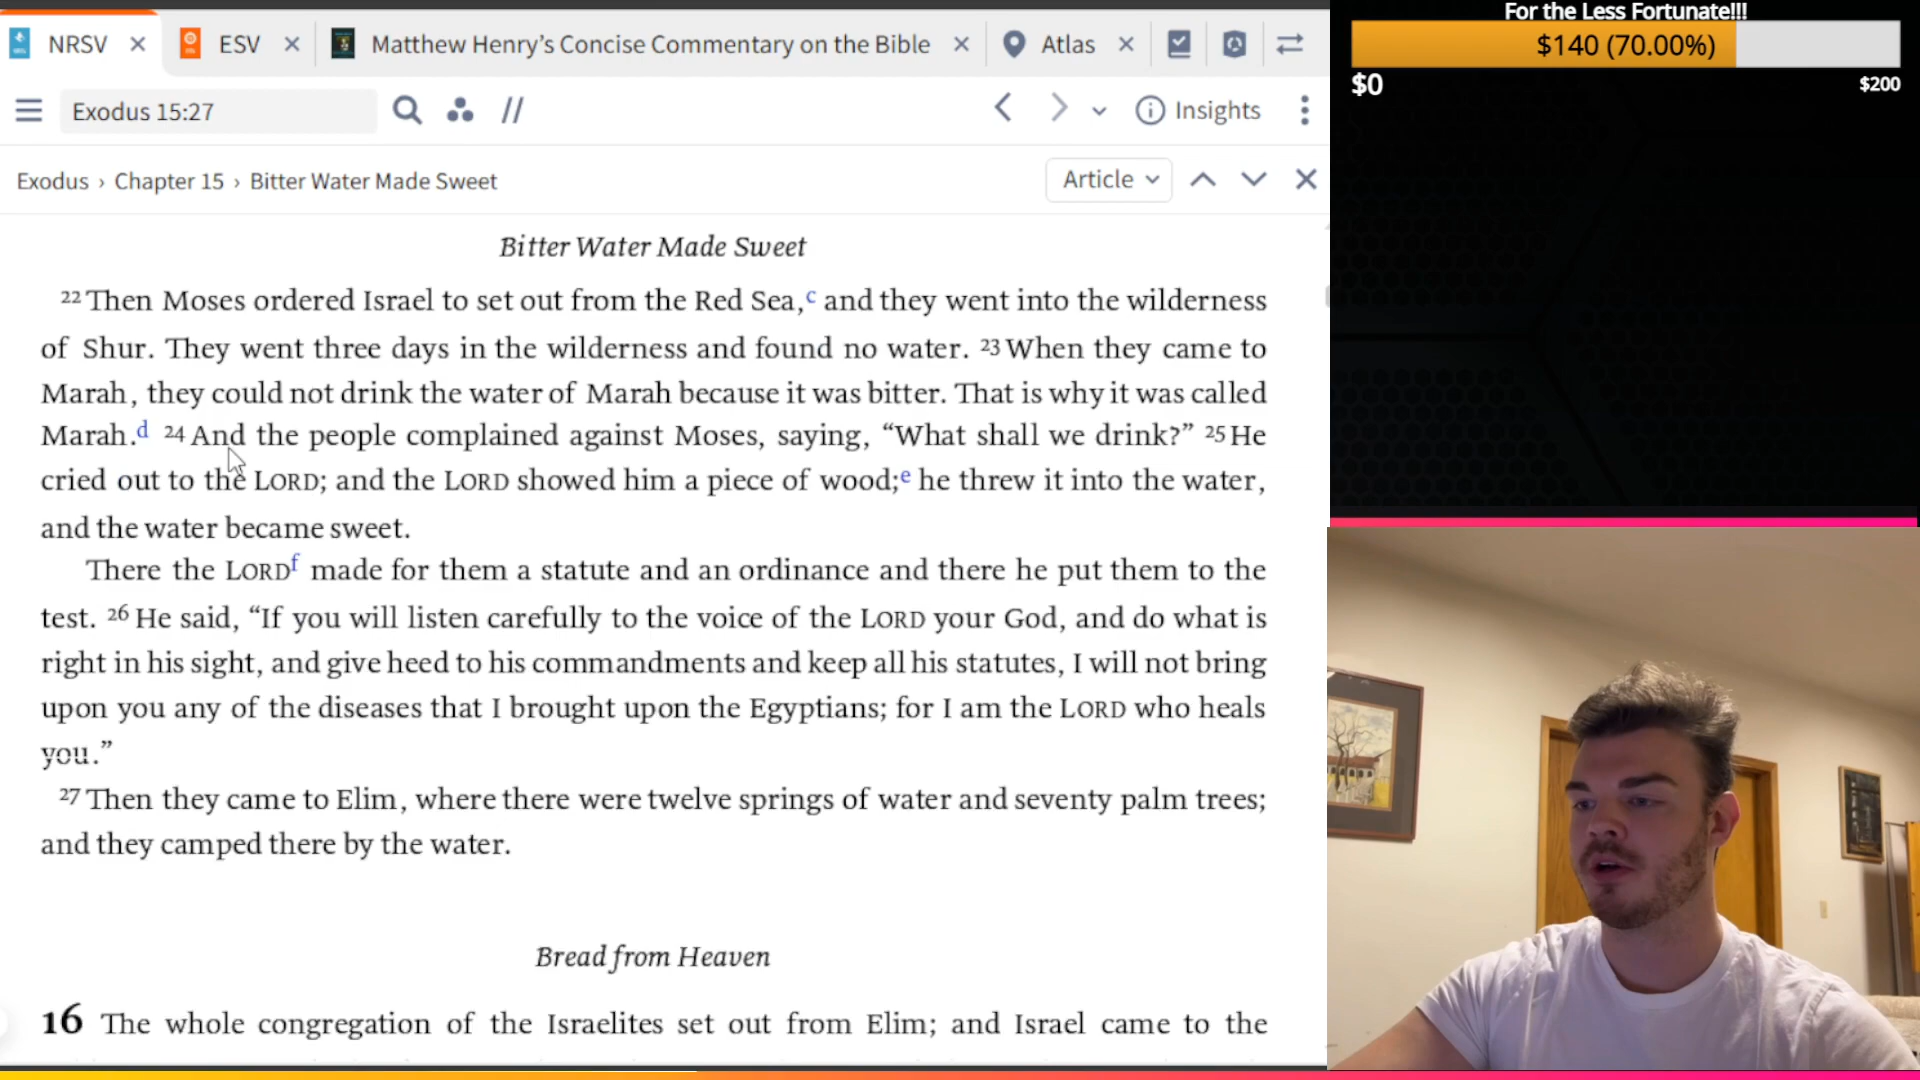 NRSV ESV Matthew Henry’s Concise Commentary on the Bible Atlas
Exodus 15:27 // Insights
Exodus › Chapter 15 › Bitter Water Made Sweet Article
Bitter Water Made Sweet
22 Then Moses ordered Israel to set out from the Red Sea,c and they went into the wilderness
of Shur. They went three days in the wilderness and found no water. 23 When they came to
Marah, they could not drink the water of Marah because it was bitter. That is why it was called
Marah.d 24 And the people complained against Moses, saying, “What shall we drink?” 25 He
cried out to the LORD; and the LORD showed him a piece of wood;e he threw it into the water,
and the water became sweet.
There the LORDf made for them a statute and an ordinance and there he put them to the
test. 26 He said, “If you will listen carefully to the voice of the LORD your God, and do what is
right in his sight, and give heed to his commandments and keep all his statutes, I will not bring
upon you any of the diseases that I brought upon the Egyptians; for I am the LORD who heals
you.”
27 Then they came to Elim, where there were twelve springs of water and seventy palm trees;
and they camped there by the water.
Bread from Heaven
16 The whole congregation of the Israelites set out from Elim; and Israel came to the
For the Less Fortunate!!!
$140 (70.00%)
$0 $200